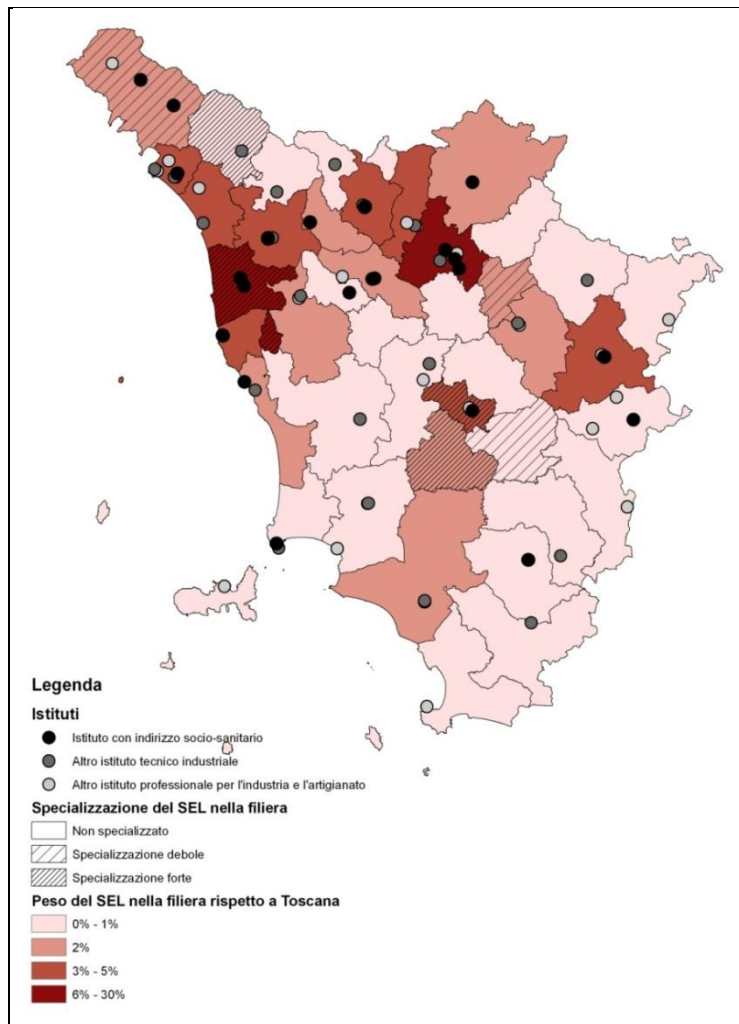 Legenda
Istituti
Istituto con indirizzo socio-sanitario
Altro istituto tecnico industriale
Altro istituto professionale per l'industria e l'artigianato
Specializzazione del SEL nella filiera
Non specializzato
Specializzazione debole
Specializzazione forte
Peso del SEL nella filiera rispetto a Toscana
0% - 1%
2%
3% - 5%
6% - 30%